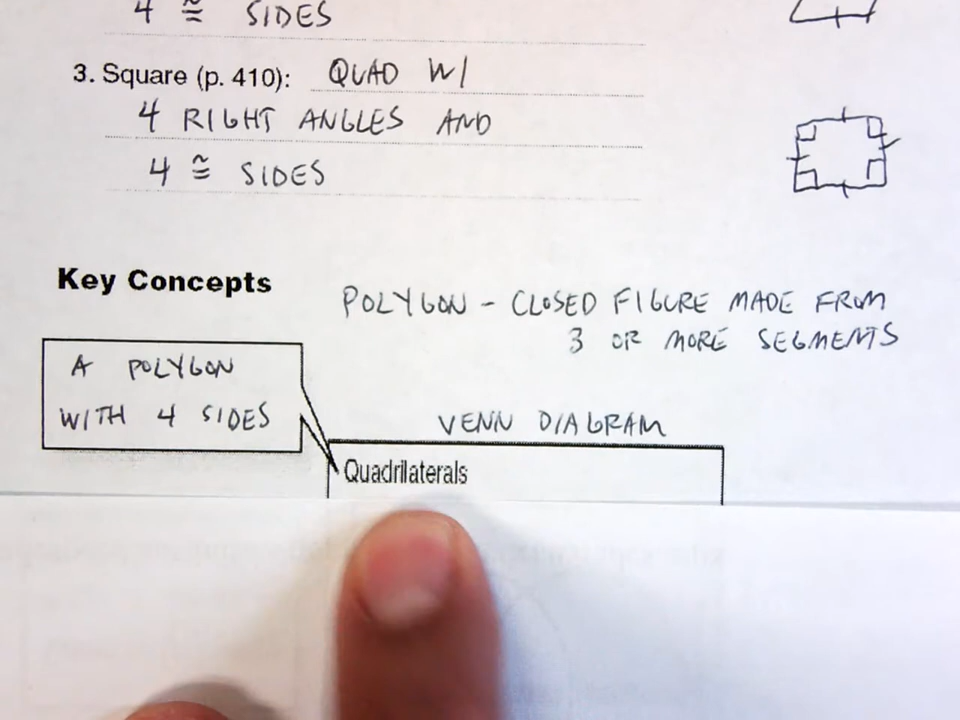 4 ≅ SIDES
3. Square (p. 410): QUAD W/
4 RIGHT ANGLES AND
4 ≅ SIDES
Key Concepts
POLYGON - CLOSED FIGURE MADE FROM
3 OR MORE SEGMENTS
A POLYGON
WITH 4 SIDES
VENN DIAGRAM
Quadrilaterals